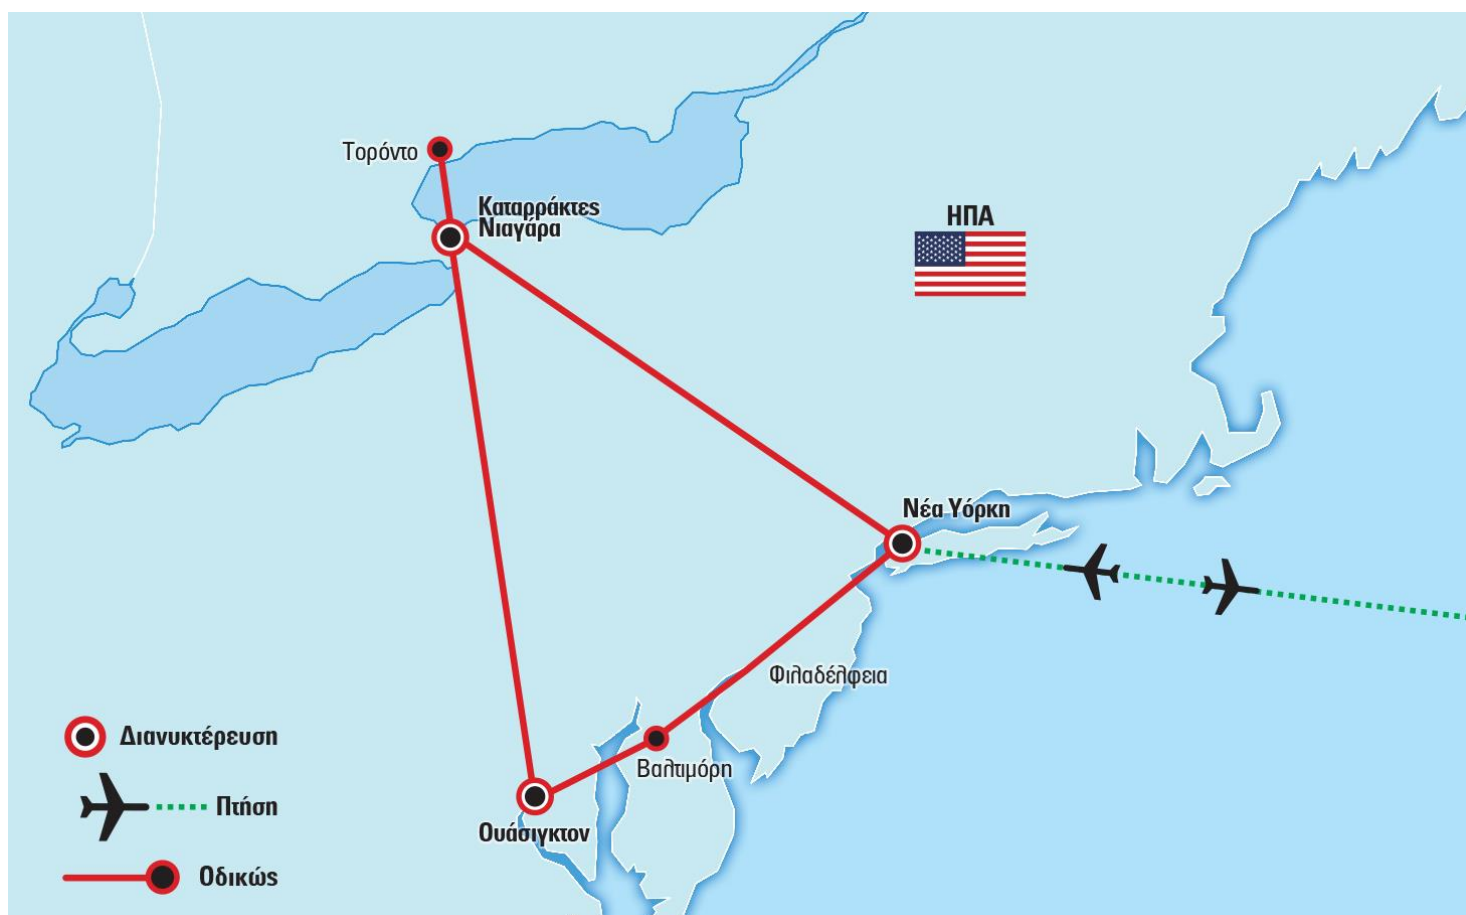 Τορόντο
Καταρράκτες
Νιαγάρα
ΗΠΑ
Νέα Υόρκη
Φιλαδέλφεια
Βαλτιμόρη
Ουάσιγκτον
Διανυκτέρευση
Πτήση
Οδικώς